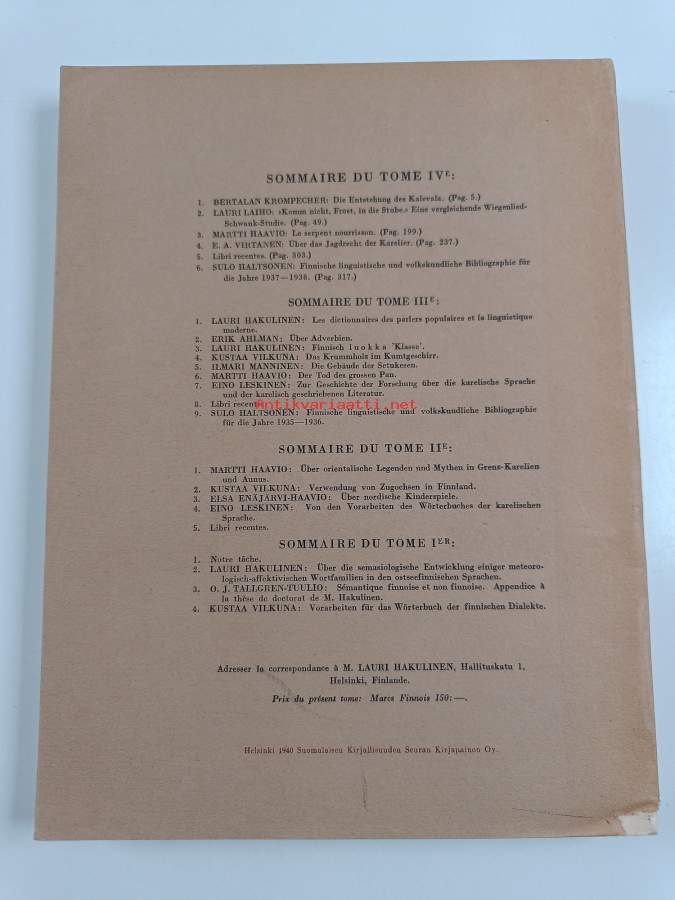 SOMMAIRE DU TOME IVE:
1. BERTALAN KROMPECHER: Die Entstehung des Kalevala. (Pag. 5.)
2. LAURI LAIHO: »Komm nicht, Frost, in die Stube.» Eine vergleichende Wiegenlied-
Schwank-Studie. (Pag. 49.)
3. MARTTI HAAVIO: Le serpent nourrisson. (Pag. 199.)
4. E. A. VIRTANEN: Über das Jagdrecht der Karelier. (Pag. 237.)
5. Libri recentes. (Pag. 303.)
6. SULO HALTSONEN: Finnische linguistische und volkskundliche Bibliographie für
die Jahre 1937—1936. (Pag. 317.)
SOMMAIRE DU TOME IIIE:
1. LAURI HAKULINEN: Les dictionnaires des parlers populaires et la linguistique
moderne.
2. ERIK AHLMAN: Über Adverbien.
3. LAURI HAKULINEN: Finnisch luokka 'Klasse'.
4. KUSTAA VILKUNA: Das Krummholz im Kumtgeschirr.
5. ILMARI MANNINEN: Die Gebäude der Setukesen.
6. MARTTI HAAVIO: Der Tod des grossen Pan.
7. EINO LESKINEN: Zur Geschichte der Forschung über die karelische Sprache
und der karelisch geschriebenen Literatur.
8. Libri recentes.
Antikvariaatti.net
9. SULO HALTSONEN: Finnische linguistische und volkskundliche Bibliographie
für die Jahre 1935—1936.
SOMMAIRE DU TOME IIE:
1. MARTTI HAAVIO: Über orientalische Legenden und Mythen in Grenz-Karelien
und Aunus.
2. KUSTAA VILKUNA: Verwendung von Zugochsen in Finnland.
3. ELSA ENÄJÄRVI-HAAVIO: Über nordische Kinderspiele.
4. EINO LESKINEN: Von den Vorarbeiten des Wörterbuches der karelischen
Sprache.
5. Libri recentes.
SOMMAIRE DU TOME IER:
1. Notre tâche.
2. LAURI HAKULINEN: Über die semasiologische Entwicklung einiger meteoro-
logisch-affektivischen Wortfamilien in den ostseefinnischen Sprachen.
3. O. J. TALLGREN-TUULIO: Sémantique finnoise et non finnoise. Appendice à
la thèse de doctorat de M. Hakulinen.
4. KUSTAA VILKUNA: Vorarbeiten für das Wörterbuch der finnischen Dialekte.
Adresser la correspondance à M. LAURI HAKULINEN, Hallituskatu 1,
Helsinki, Finlande.
Prix du présent tome: Marcs Finnois 150:—.
Helsinki 1940 Suomalaisen Kirjallisuuden Seuran Kirjapainon Oy.